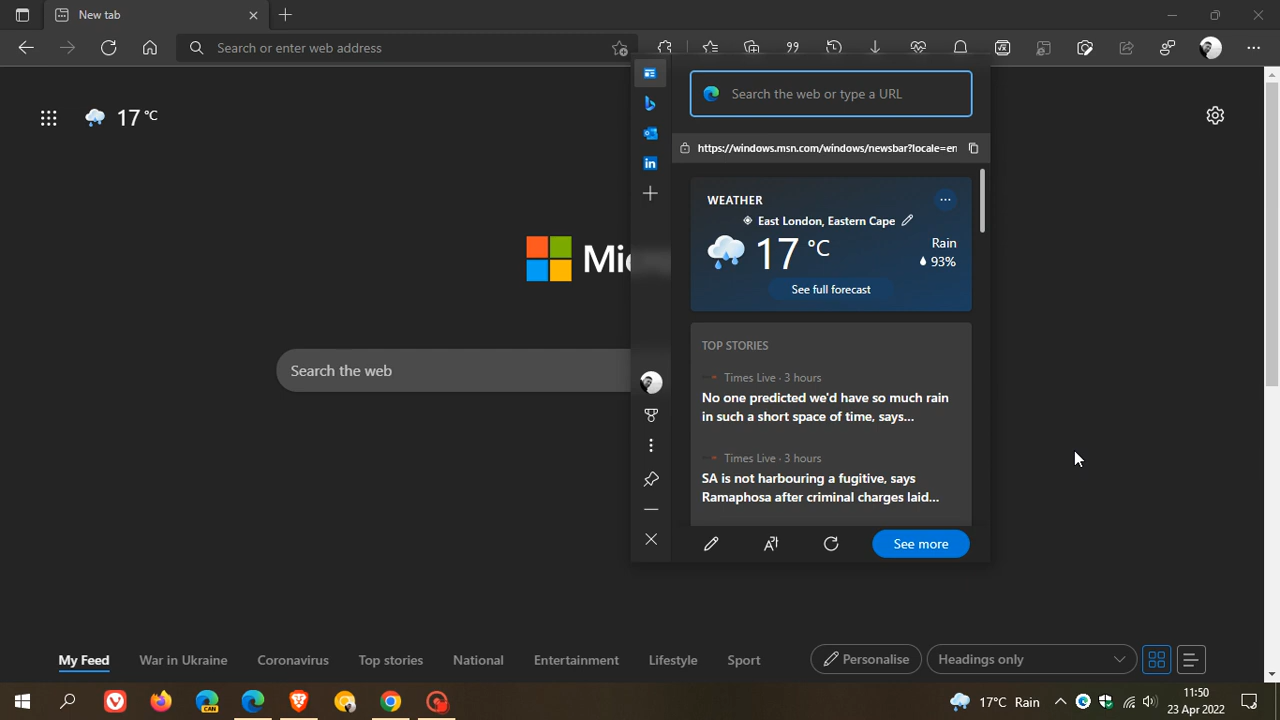 New tab
Search or enter web address
17 °C
Search the web or type a URL
https://windows.msn.com/windows/newsbar?locale=en
WEATHER
East London, Eastern Cape
17 °C
Rain
93%
See full forecast
Mic
Search the web
TOP STORIES
Times Live · 3 hours
No one predicted we'd have so much rain
in such a short space of time, says...
Times Live · 3 hours
SA is not harbouring a fugitive, says
Ramaphosa after criminal charges laid...
See more
My Feed
War in Ukraine
Coronavirus
Top stories
National
Entertainment
Lifestyle
Sport
Personalise
Headings only
CAN
17°C Rain
11:50
23 Apr 2022